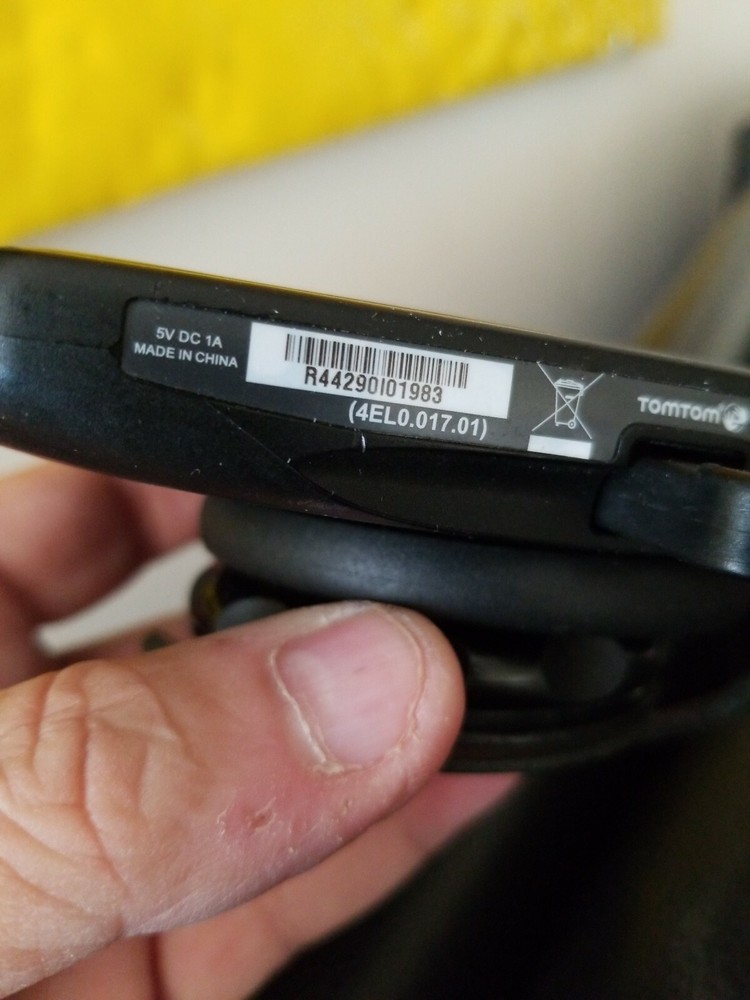 5V DC 1A
MADE IN CHINA
R44290I01983
(4EL0.017.01)
TOMTOM